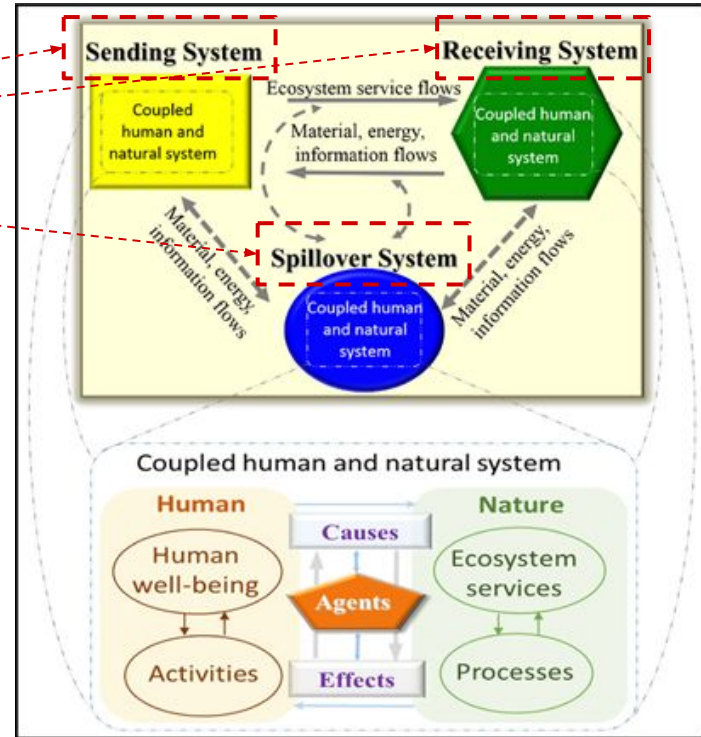 Sending System
Receiving System
Ecosystem service flows
Coupled
human and
natural system
Coupled human
and natural
system
Material, energy,
information flows
Material, energy,
information flows
Spillover System
Material, energy,
information flows
Coupled human
and natural
system
Coupled human and natural system
Human
Nature
Causes
Human
well-being
Ecosystem
services
Agents
Activities
Processes
Effects